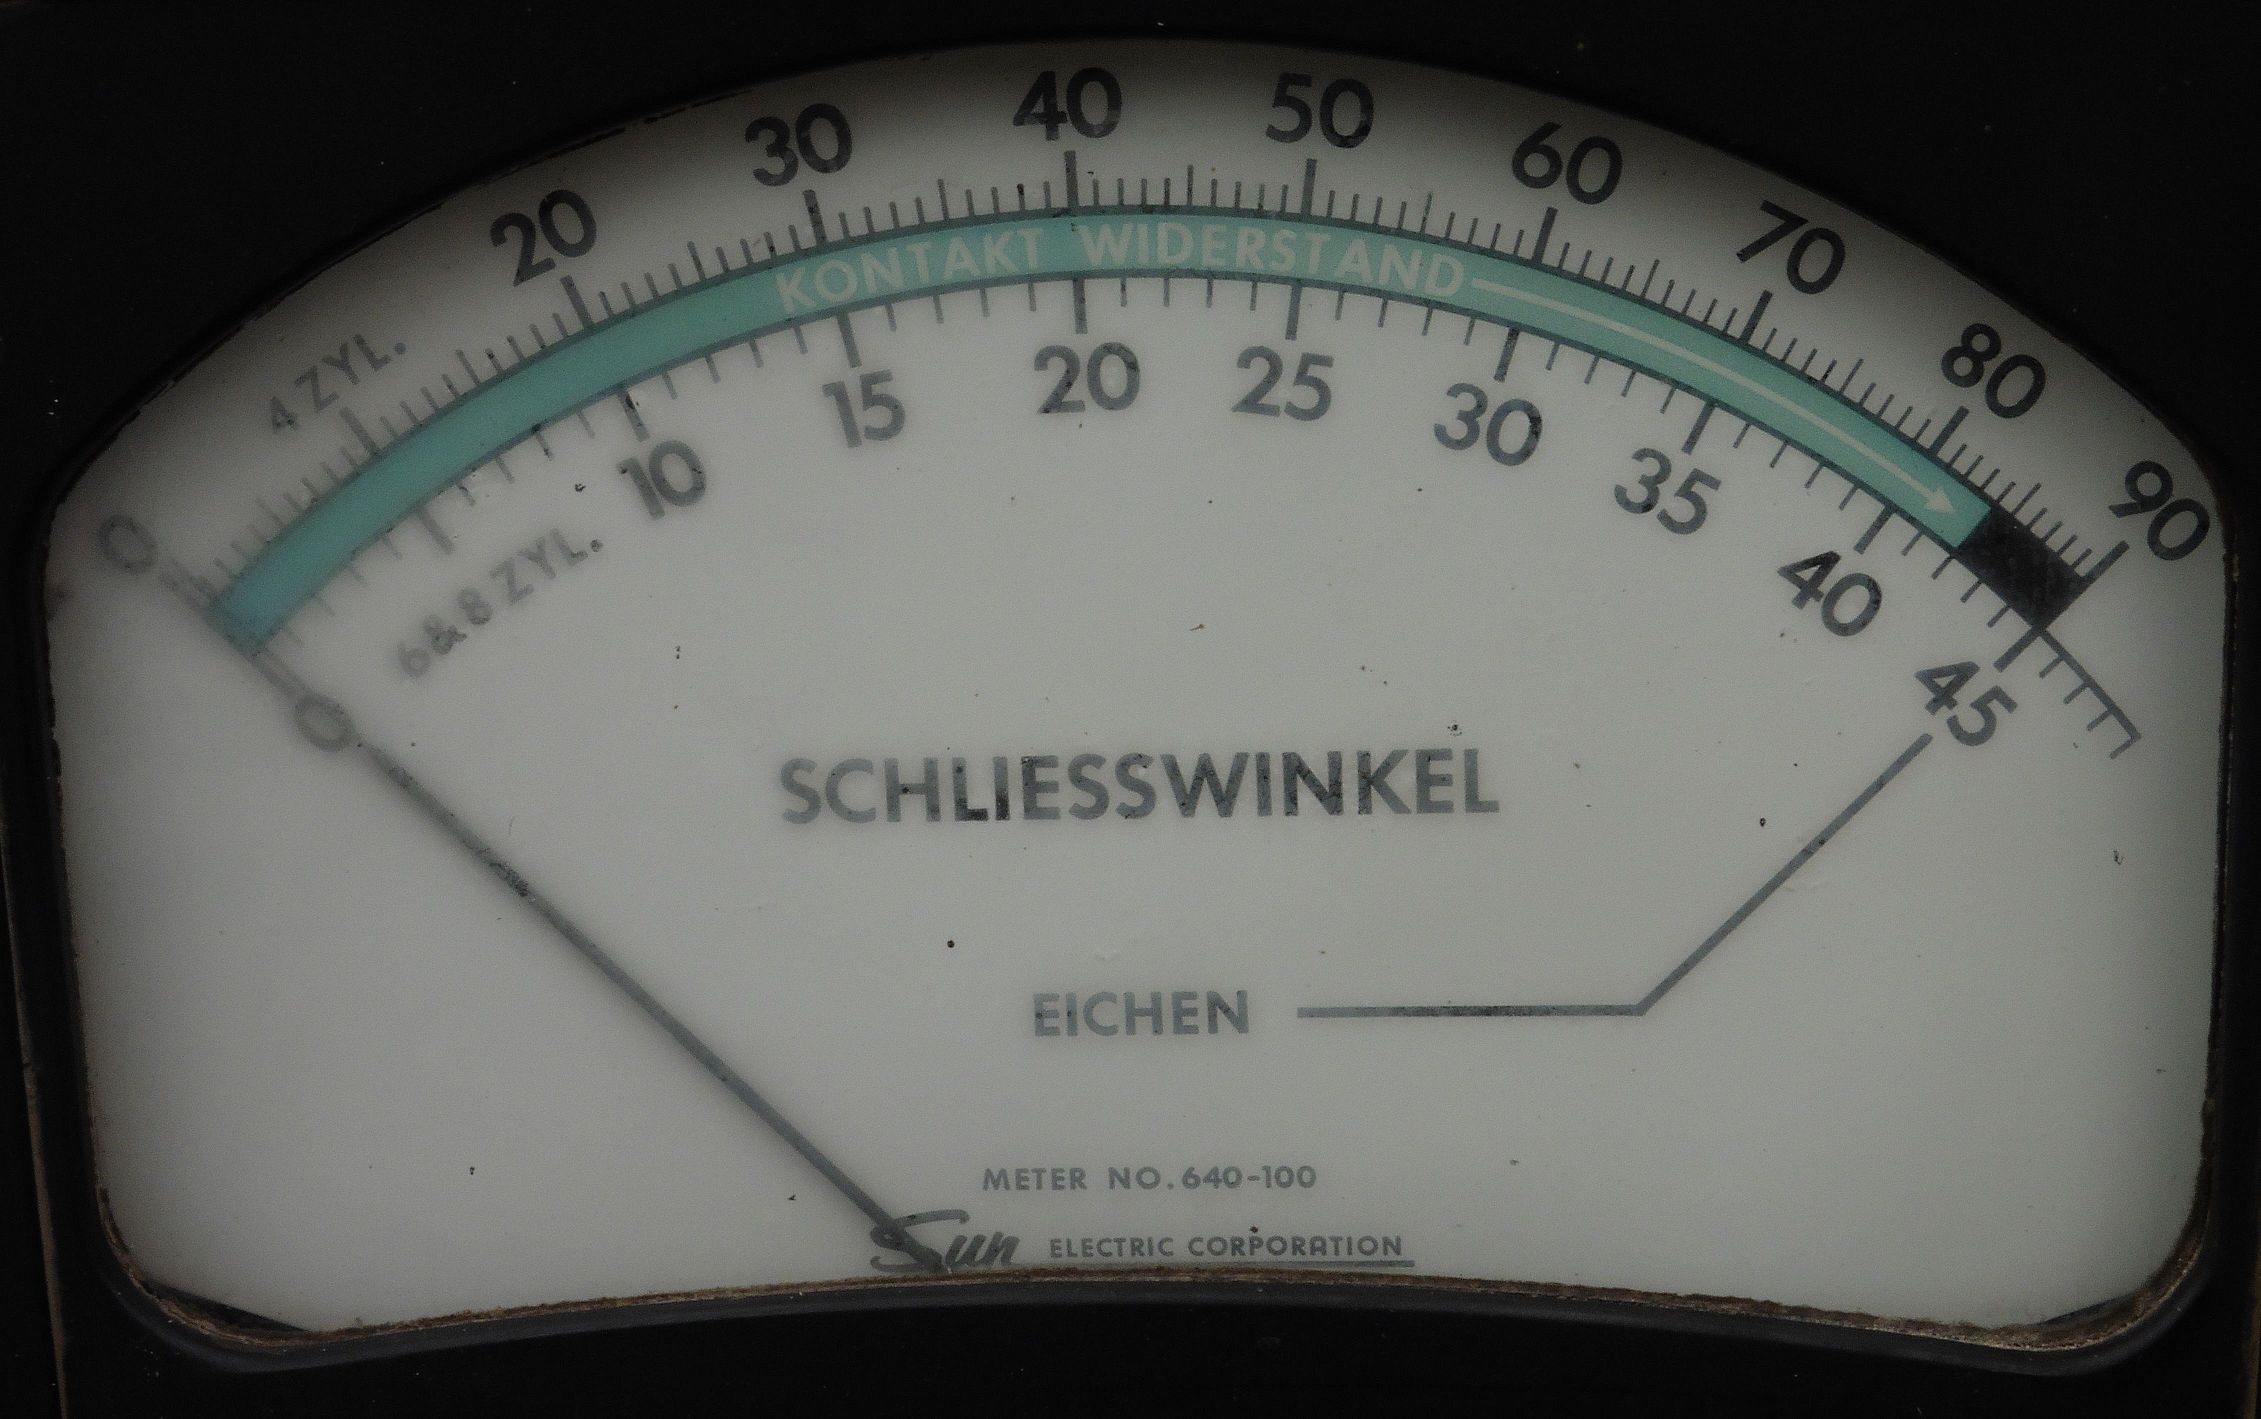 4 ZYL.
0 20 30 40 50 60 70 80 90
KONTAKT WIDERSTAND
0 10 15 20 25 30 35 40 45
6&8 ZYL.
SCHLIESSWINKEL
EICHEN
METER NO. 640-100
Sun ELECTRIC CORPORATION